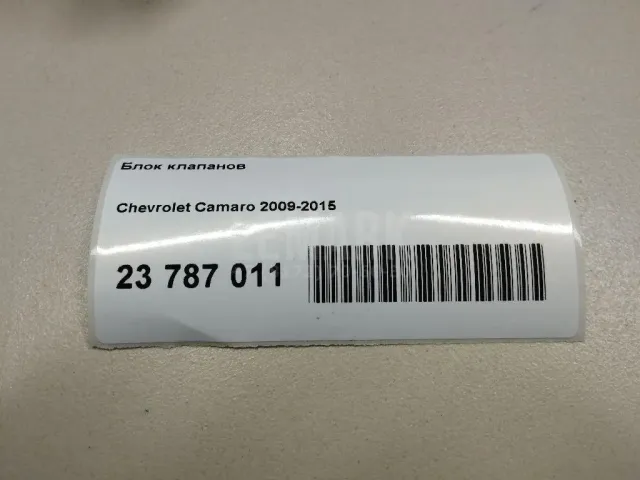 Блок клапанов
Chevrolet Camaro 2009-2015
23 787 011